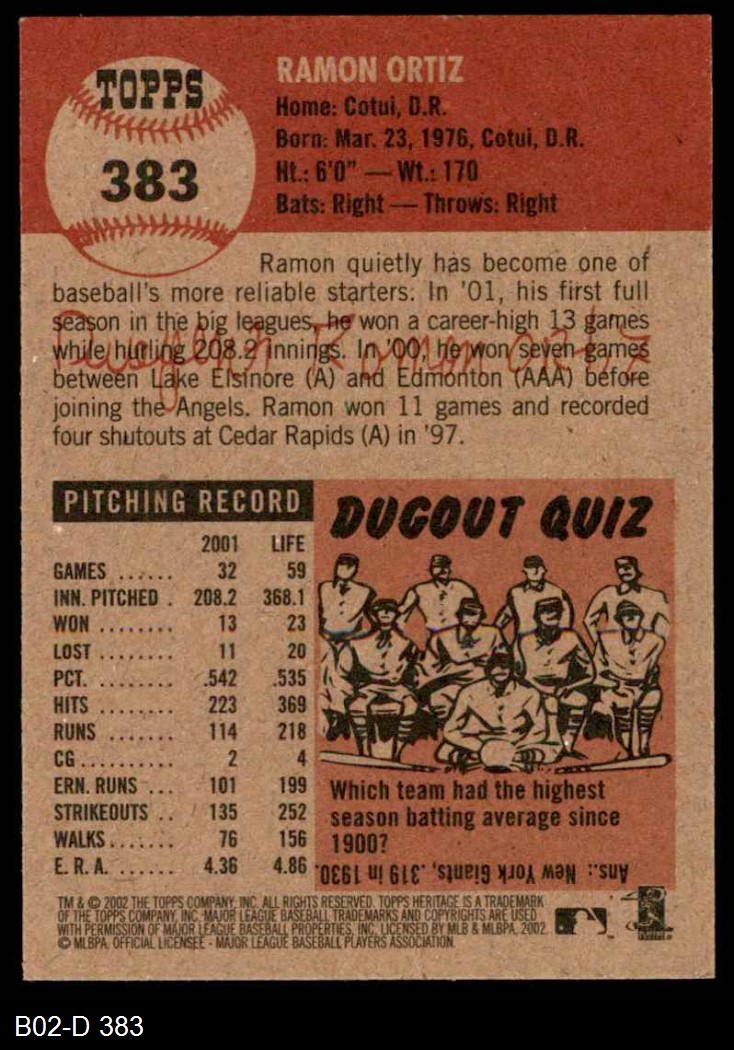 TOPPS
383
RAMON ORTIZ
Home: Cotui, D.R.
Born: Mar. 23, 1976, Cotui, D.R.
Ht.: 6'0" — Wt.: 170
Bats: Right — Throws: Right
Ramon quietly has become one of
baseball's more reliable starters. In '01, his first full
season in the big leagues, he won a career-high 13 games
while hurling 208.2 innings. In '00, he won seven games
between Lake Elsinore (A) and Edmonton (AAA) before
joining the Angels. Ramon won 11 games and recorded
four shutouts at Cedar Rapids (A) in '97.
Ramon Ortiz
PITCHING RECORD
2001 LIFE
GAMES ...... 32 59
INN. PITCHED . 208.2 368.1
WON ........ 13 23
LOST ........ 11 20
PCT. ........ .542 .535
HITS ........ 223 369
RUNS ....... 114 218
CG .......... 2 4
ERN. RUNS ... 101 199
STRIKEOUTS .. 135 252
WALKS ....... 76 156
E. R. A. ...... 4.36 4.86
DUGOUT QUIZ
Which team had the highest
season batting average since
1900?
Ans.: New York Giants, .319 in 1930.
TM & © 2002 THE TOPPS COMPANY, INC. ALL RIGHTS RESERVED. TOPPS HERITAGE IS A TRADEMARK
OF THE TOPPS COMPANY, INC. MAJOR LEAGUE BASEBALL TRADEMARKS AND COPYRIGHTS ARE USED
WITH PERMISSION OF MAJOR LEAGUE BASEBALL PROPERTIES, INC. LICENSED BY MLB & MLBPA, 2002.
© MLBPA. OFFICIAL LICENSEE - MAJOR LEAGUE BASEBALL PLAYERS ASSOCIATION.
B02-D 383